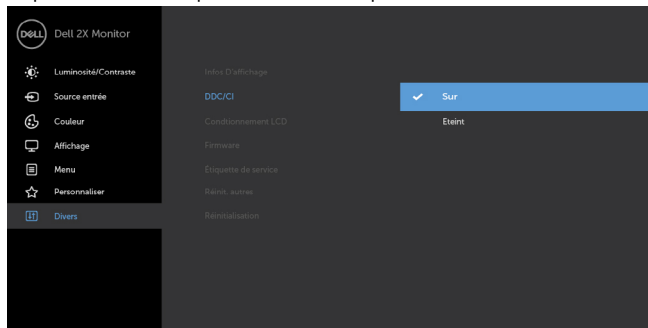 DELL Dell 2X Monitor
Luminosité/Contraste Infos D'affichage
Source entrée DDC/CI Sur
Couleur Conditionnement LCD Eteint
Affichage Firmware
Menu Étiquette de service
Personnaliser Réinit. autres
Divers Réinitialisation